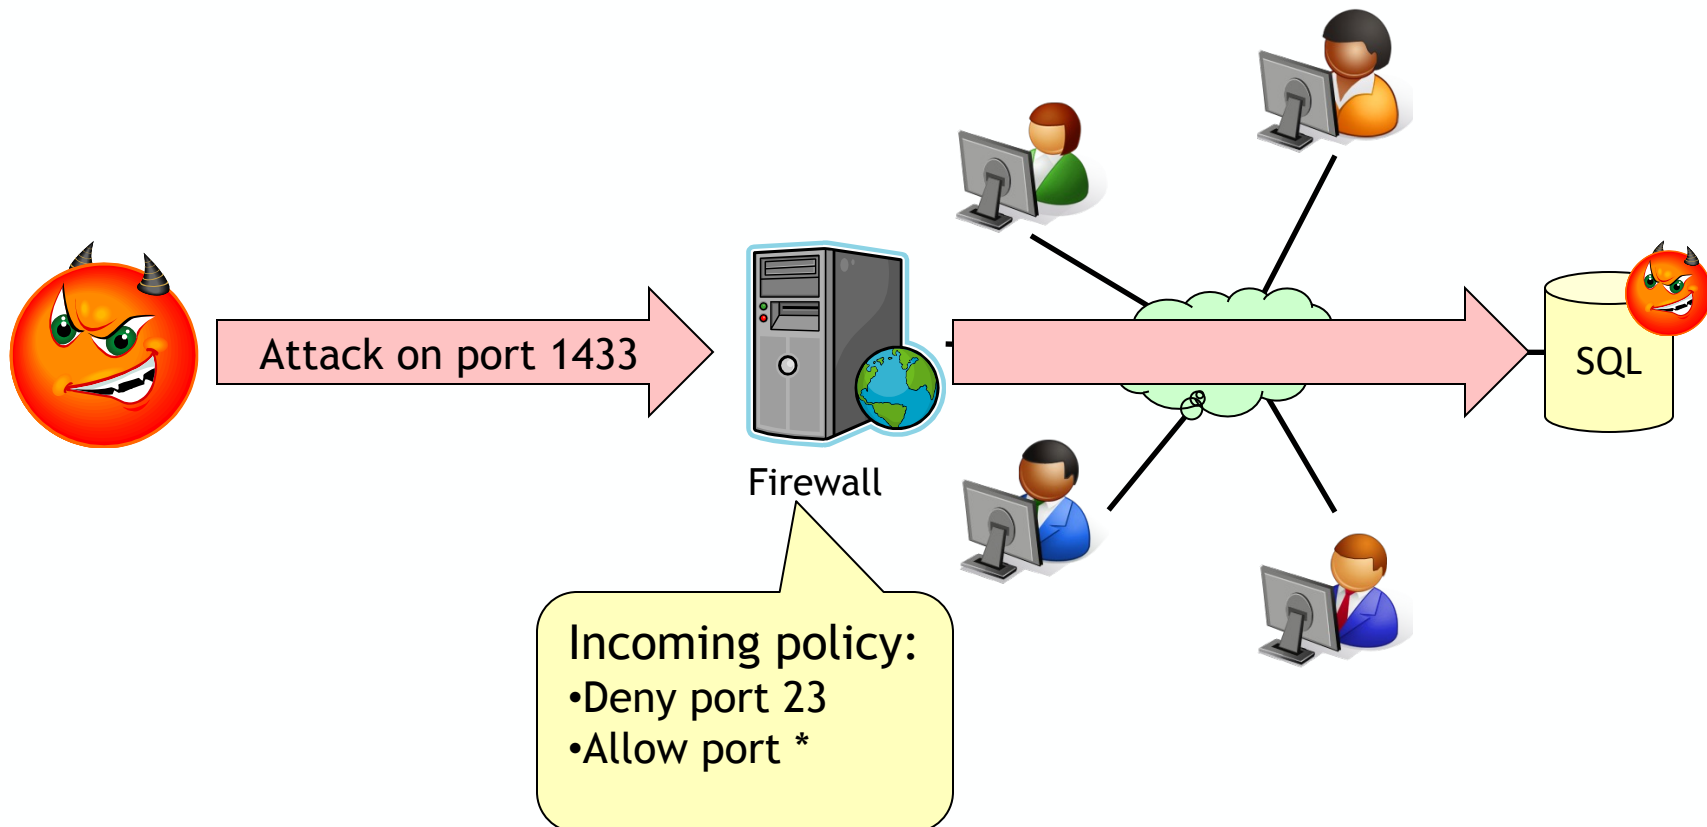 Attack on port 1433
SQL
Firewall
Incoming policy:
•Deny port 23
•Allow port *